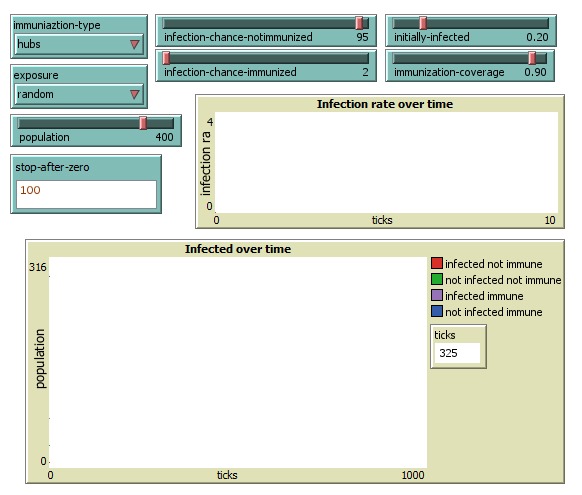 immuniaztion-type
hubs
infection-chance-notimmunized 95
initially-infected 0.20
infection-chance-immunized 2
immunization-coverage 0.90
exposure
random
population 400
stop-after-zero
100
Infection rate over time
4
infection ra
0
0 ticks 10
Infected over time
316
population
0
0 ticks 1000
infected not immune
not infected not immune
infected immune
not infected immune
ticks
325